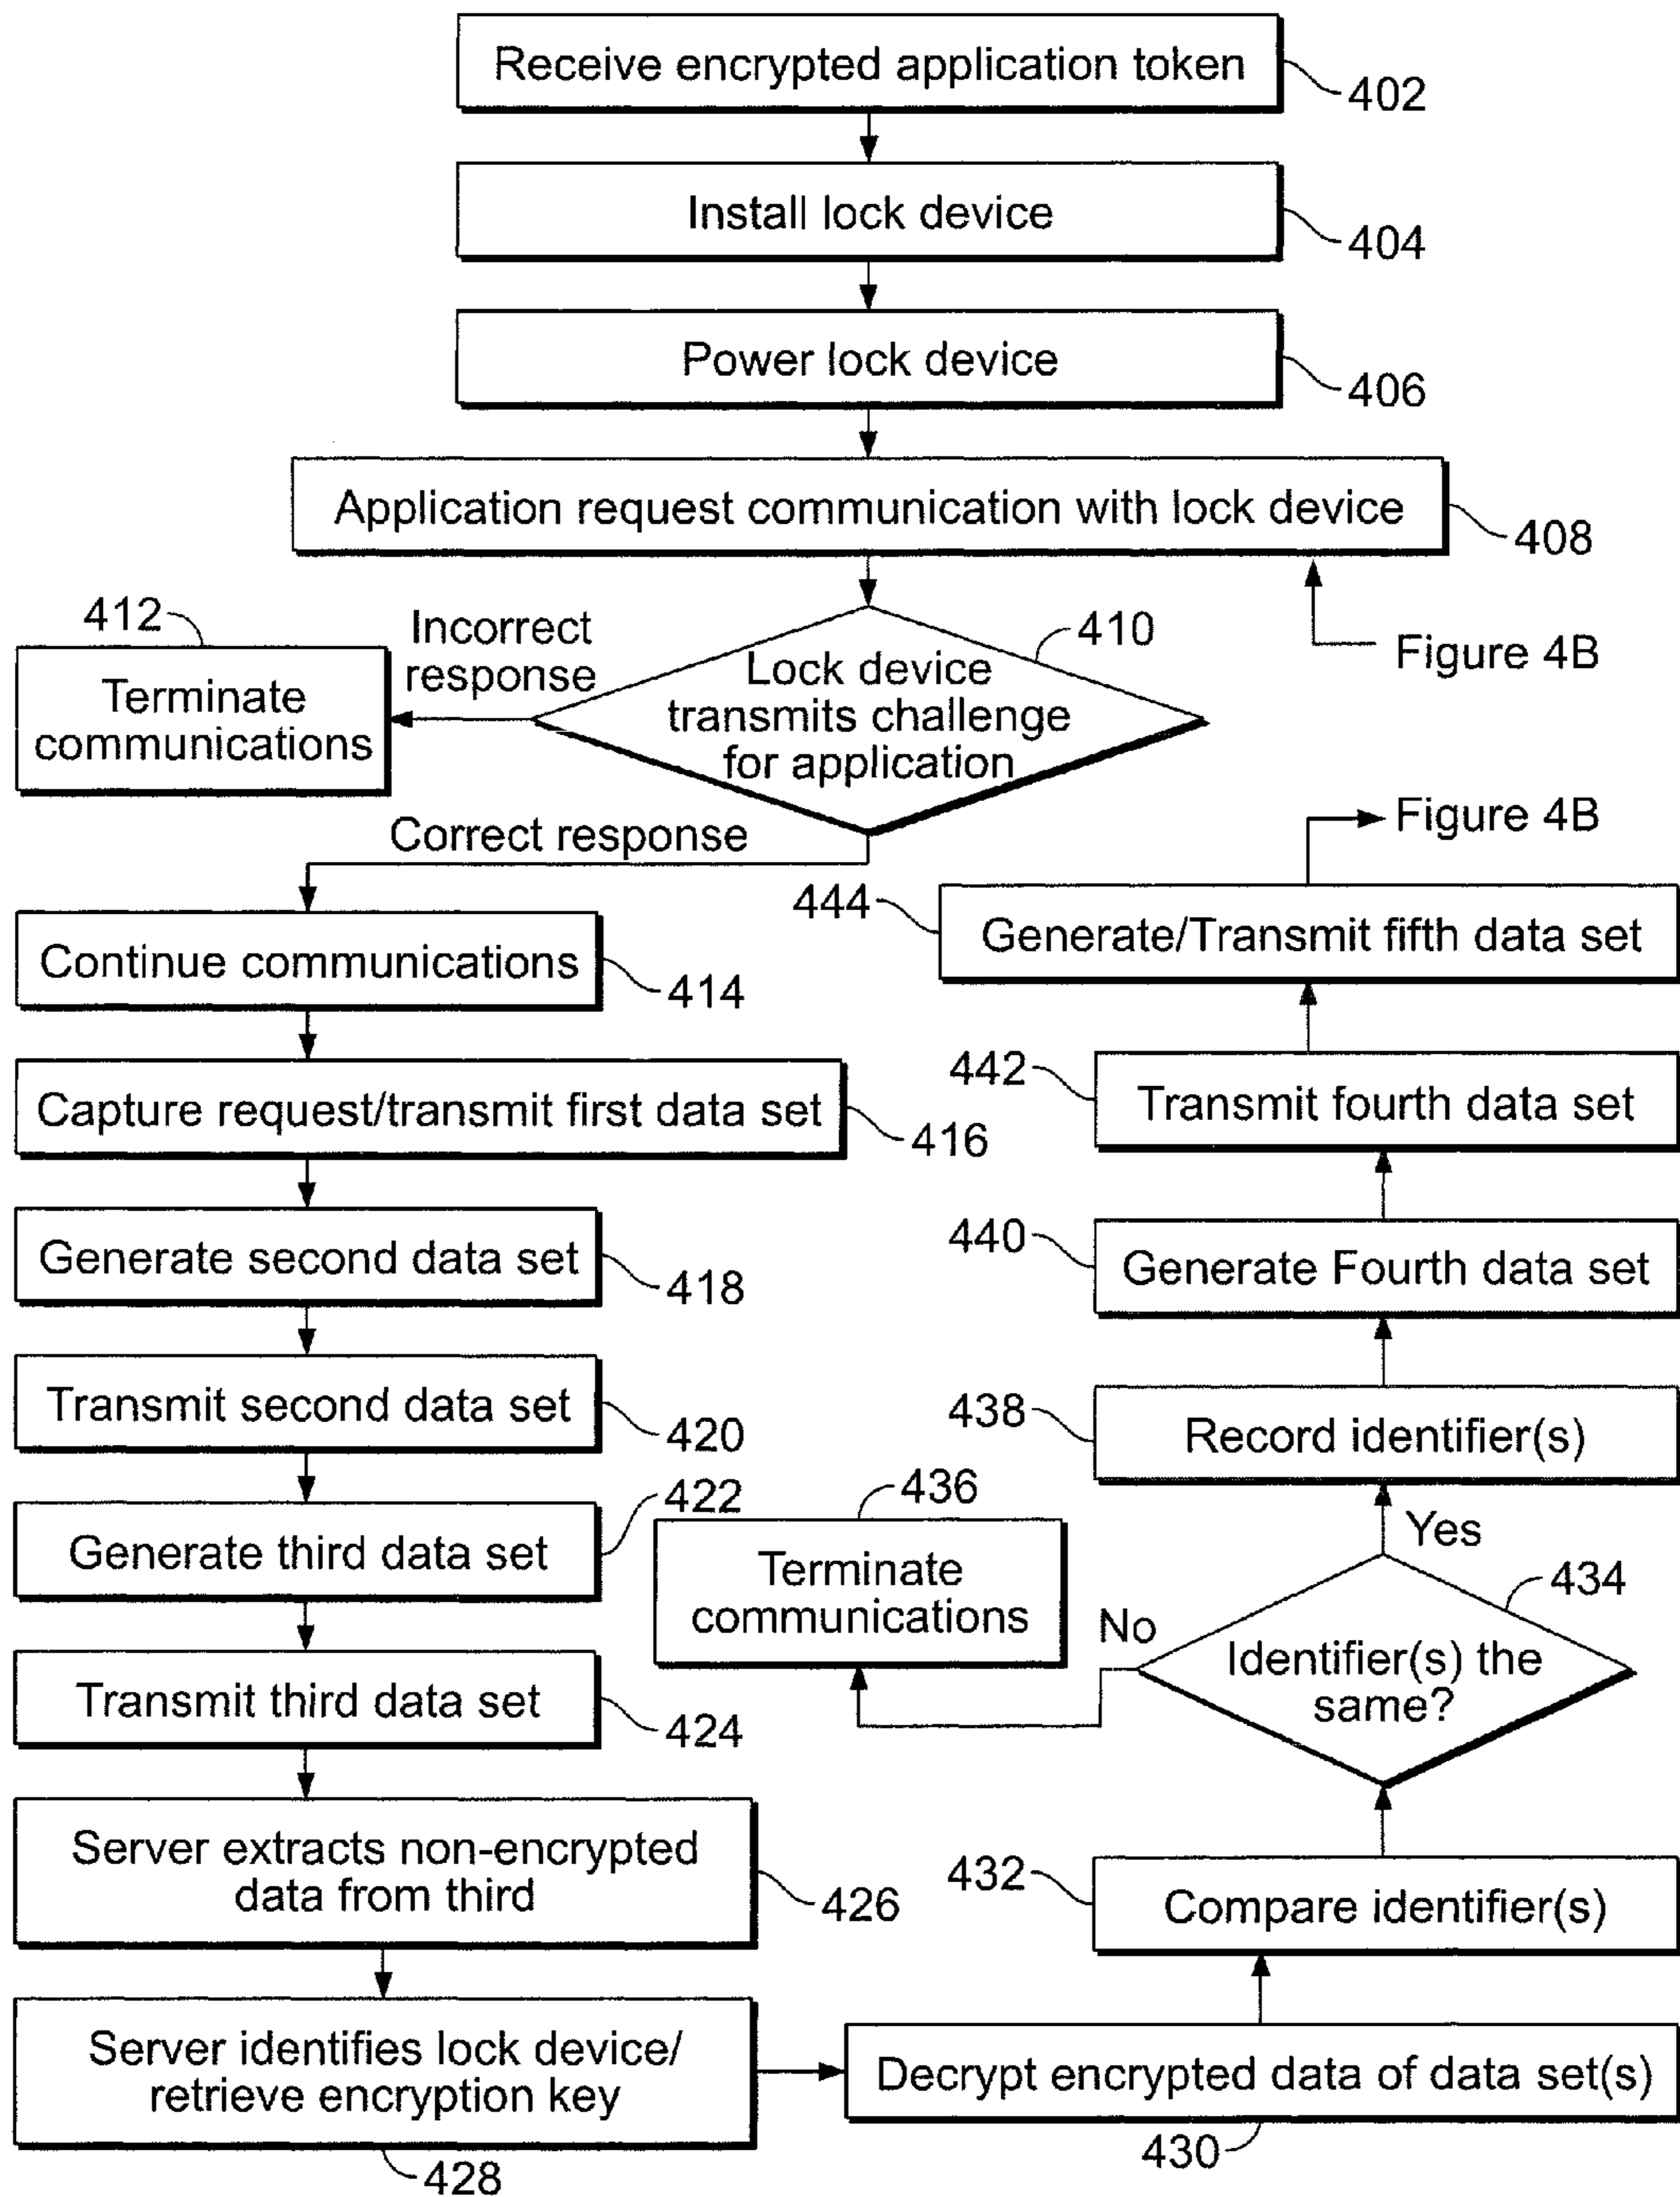 Receive encrypted application token
402
Install lock device
404
Power lock device
406
Application request communication with lock device
408
Figure 4B
412
Incorrect
response
410
Terminate
communications
Lock device
transmits challenge
for application
Correct response
Figure 4B
444
Generate/Transmit fifth data set
Continue communications
414
442
Transmit fourth data set
Capture request/transmit first data set
416
440
Generate Fourth data set
Generate second data set
418
438
Record identifier(s)
Transmit second data set
420
436
Yes
Generate third data set
422
Terminate
communications
No
434
Identifier(s) the
same?
Transmit third data set
424
Server extracts non-encrypted
data from third
426
432
Compare identifier(s)
Server identifies lock device/
retrieve encryption key
428
Decrypt encrypted data of data set(s)
430